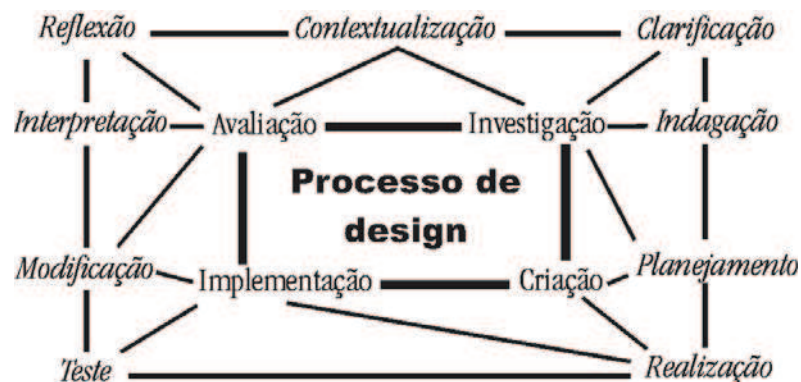 Reflexão Contextualização Clarificação
Interpretação Avaliação Investigação Indagação
Processo de
design
Modificação Implementação Criação Planejamento
Teste Realização